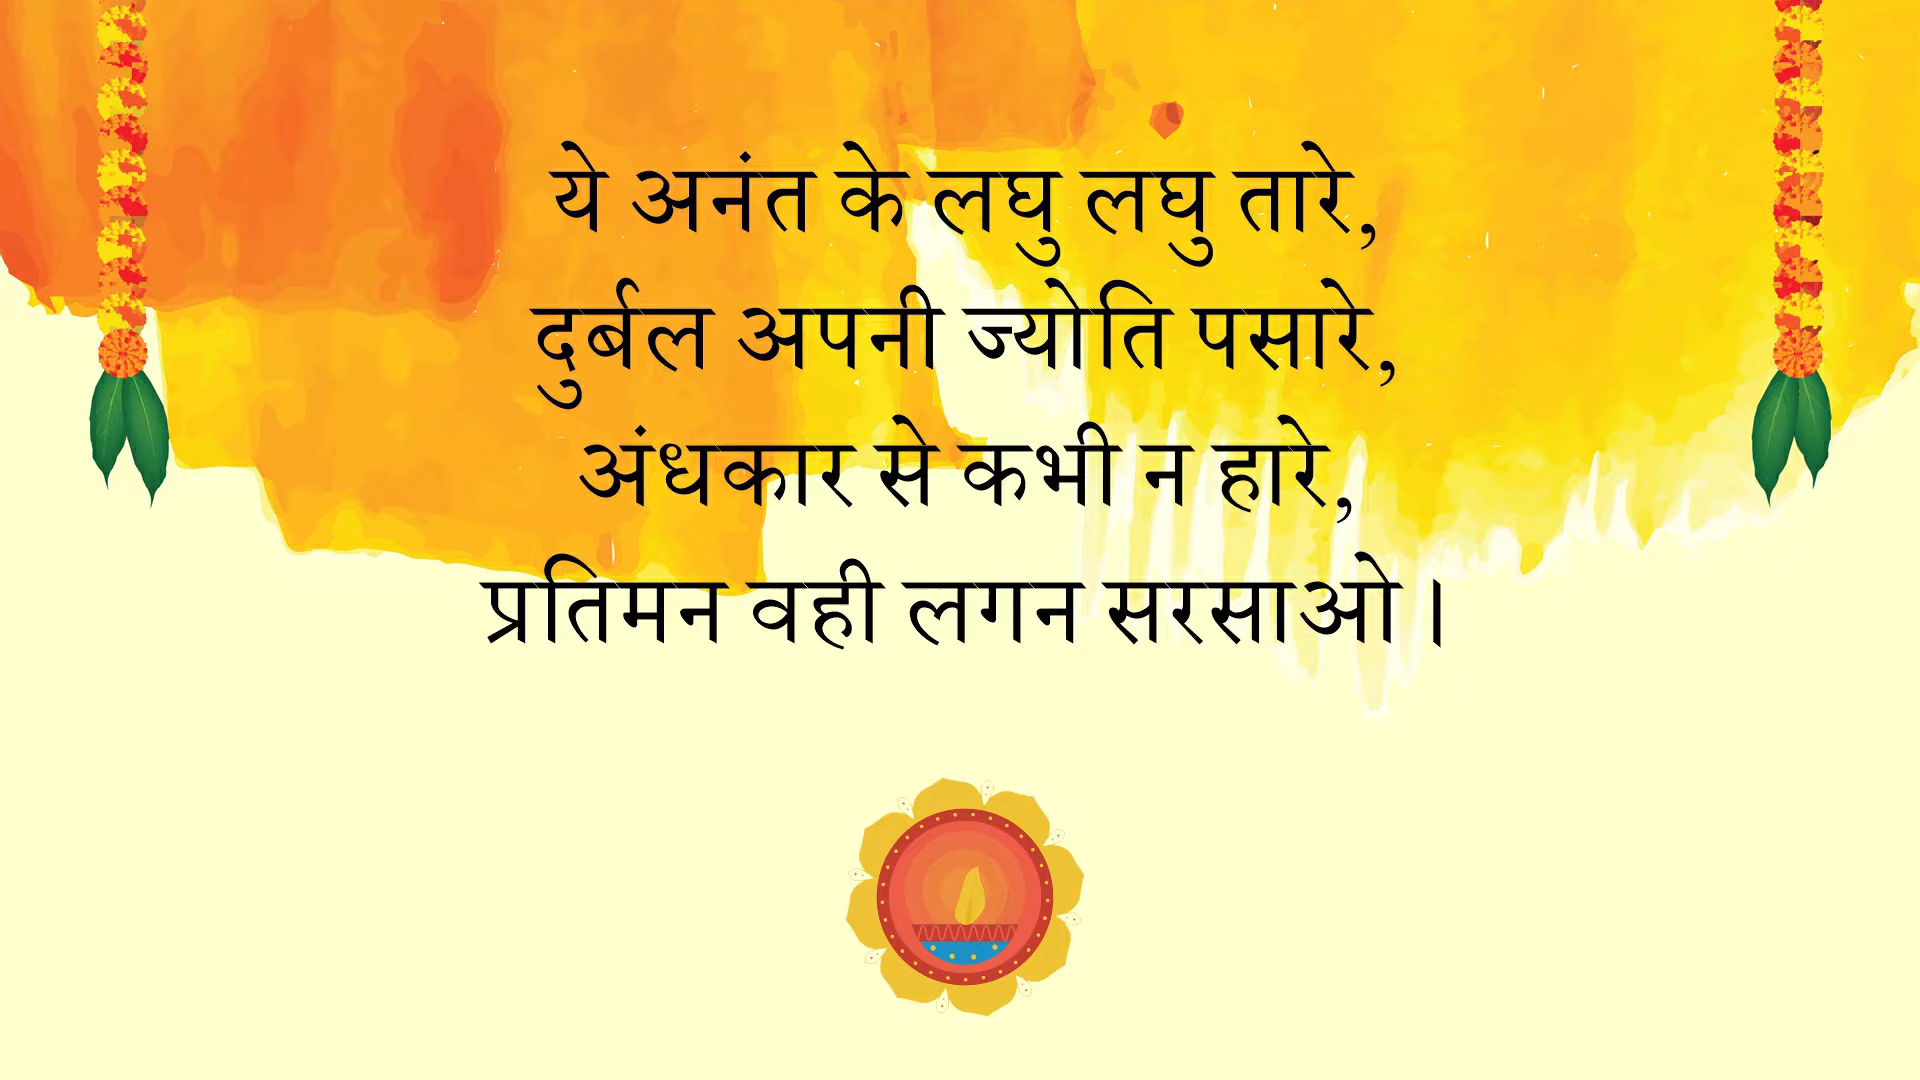 ये अनंत के लघु लघु तारे,
दुर्बल अपनी ज्योति पसारे,
अंधकार से कभी न हारे,
प्रतिमन वही लगन सरसाओ ।